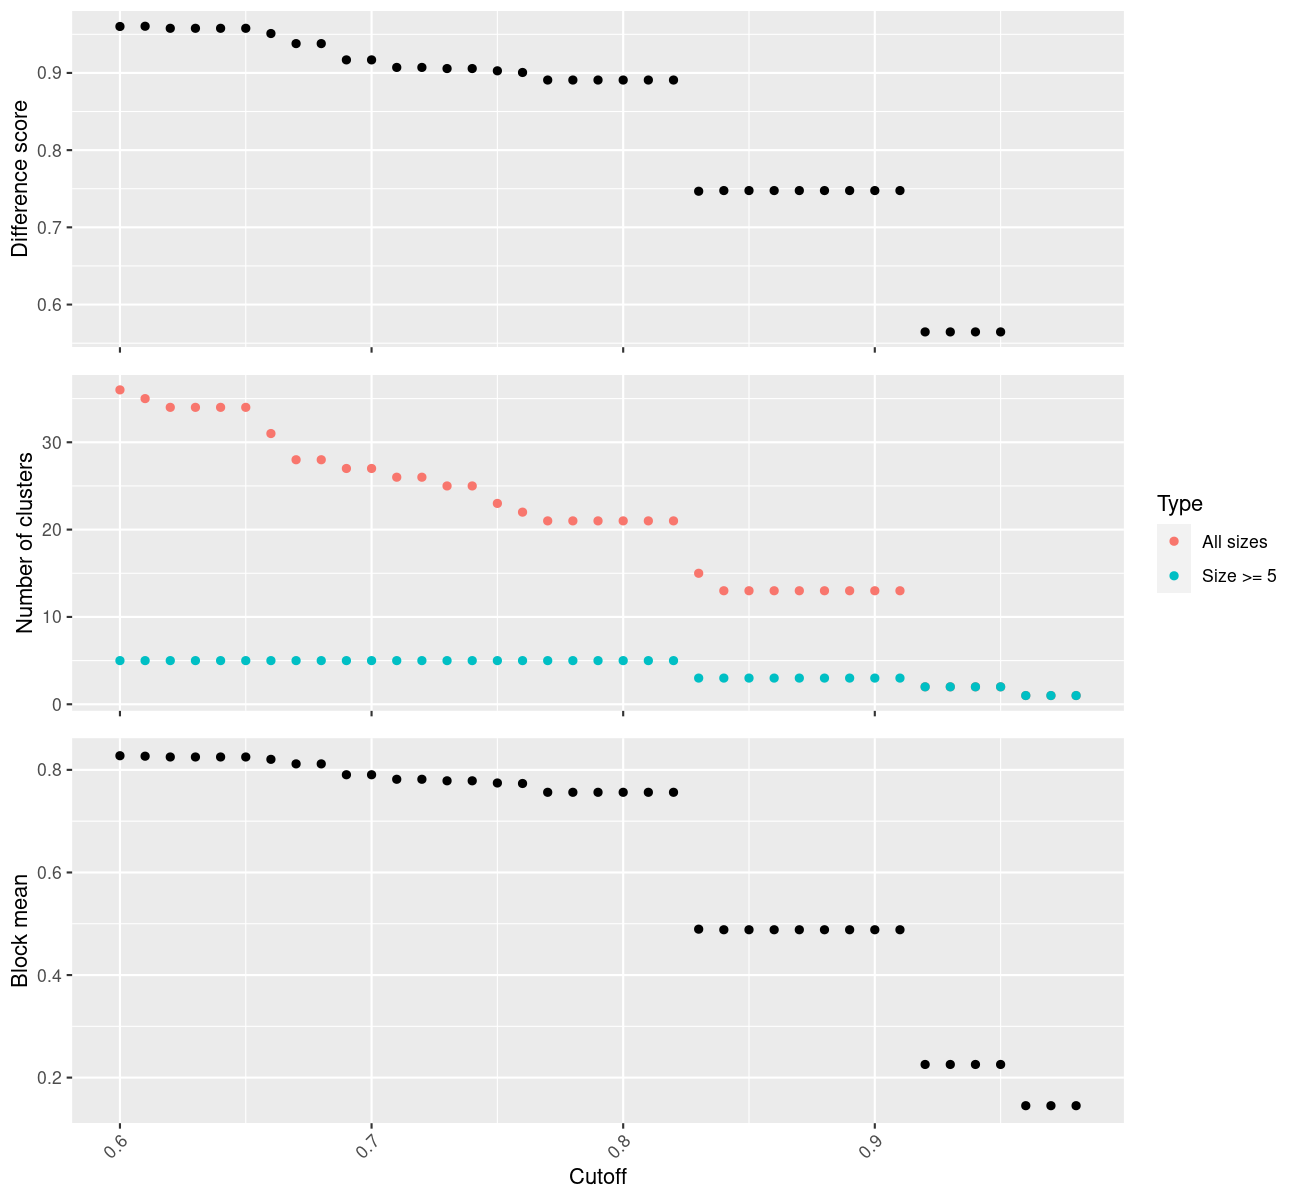 Difference score
0.9
0.8
0.7
0.6
Number of clusters
30
20
10
0
Type
All sizes
Size >= 5
Block mean
0.8
0.6
0.4
0.2
0.6 0.7 0.8 0.9
Cutoff